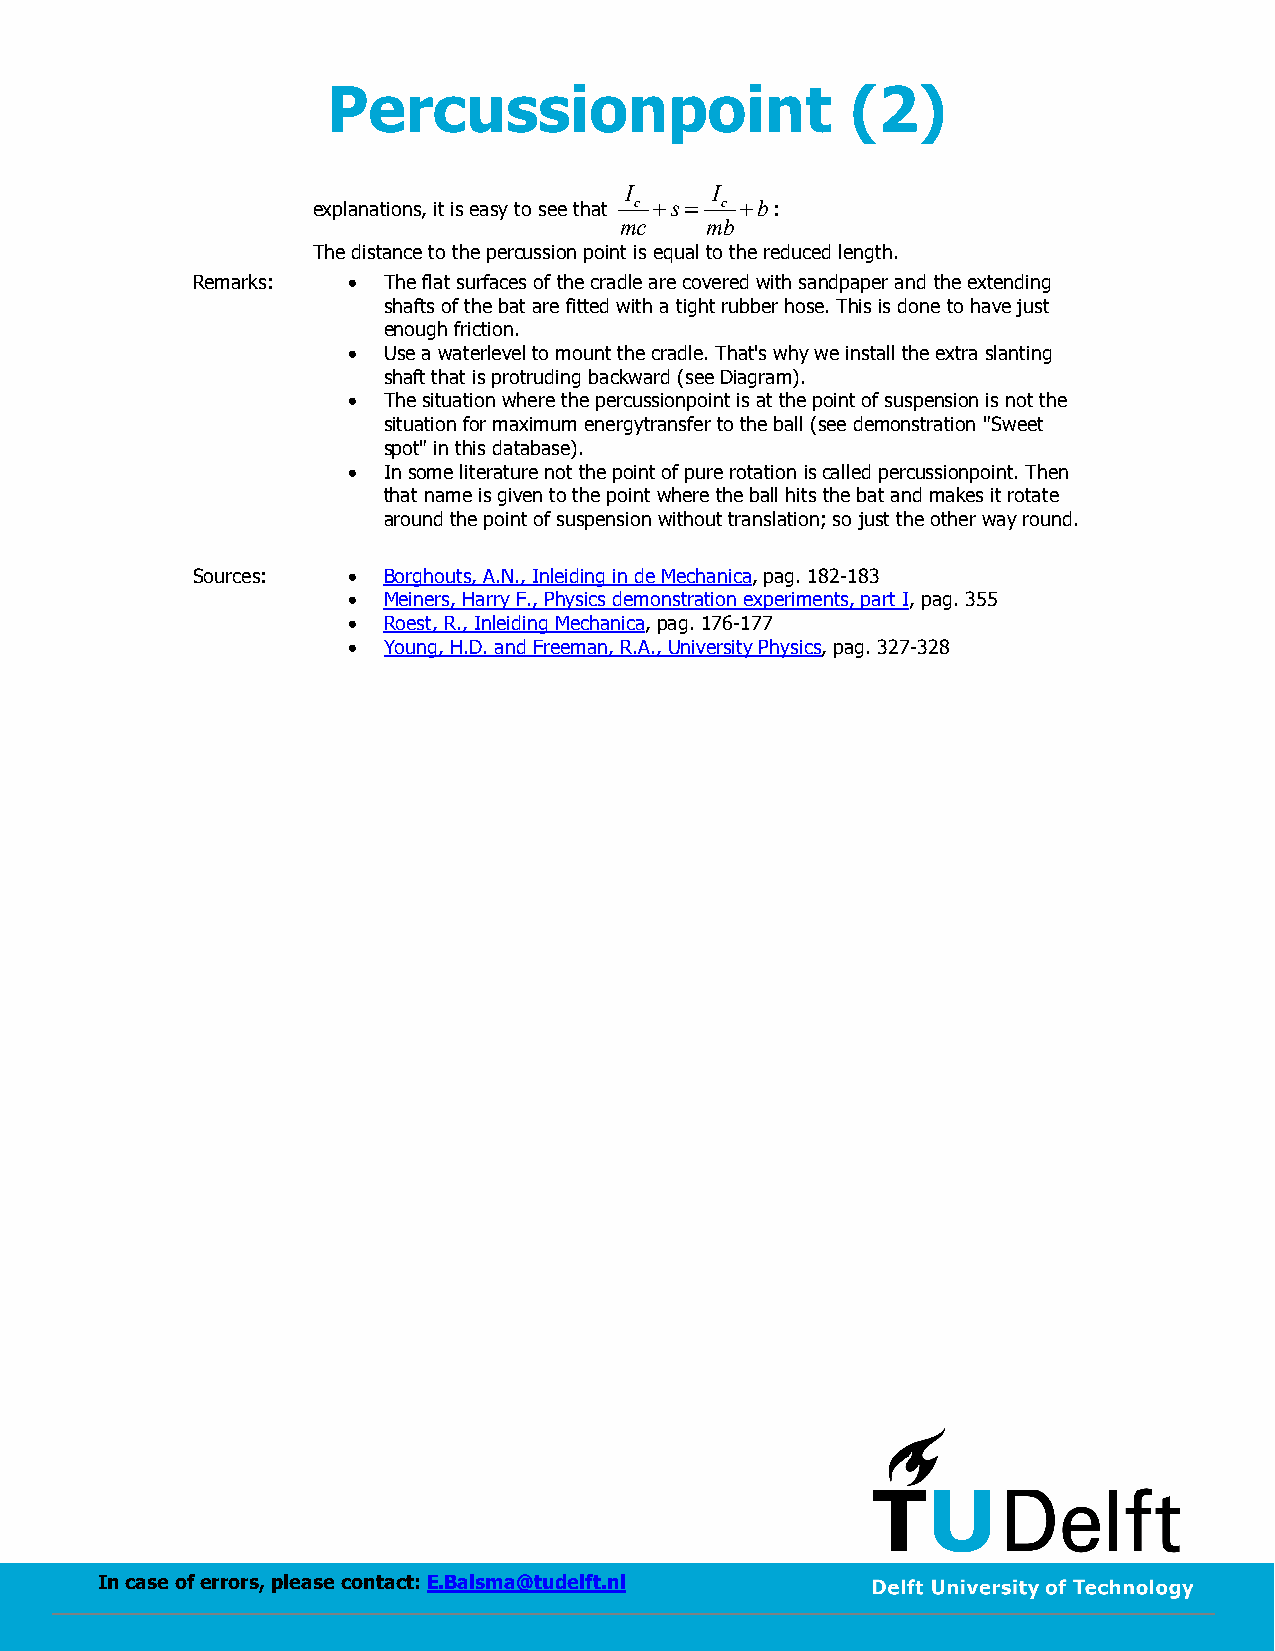 Percussionpoint (2)
explanations, it is easy to see that I_c/mc + s = I_c/mb + b :
The distance to the percussion point is equal to the reduced length.
Remarks: • The flat surfaces of the cradle are covered with sandpaper and the extending
shafts of the bat are fitted with a tight rubber hose. This is done to have just
enough friction.
• Use a waterlevel to mount the cradle. That's why we install the extra slanting
shaft that is protruding backward (see Diagram).
• The situation where the percussionpoint is at the point of suspension is not the
situation for maximum energytransfer to the ball (see demonstration "Sweet
spot" in this database).
• In some literature not the point of pure rotation is called percussionpoint. Then
that name is given to the point where the ball hits the bat and makes it rotate
around the point of suspension without translation; so just the other way round.
Sources: • Borghouts, A.N., Inleiding in de Mechanica, pag. 182-183
• Meiners, Harry F., Physics demonstration experiments, part I, pag. 355
• Roest, R., Inleiding Mechanica, pag. 176-177
• Young, H.D. and Freeman, R.A., University Physics, pag. 327-328
TUDelft
In case of errors, please contact: E.Balsma@tudelft.nl
Delft University of Technology